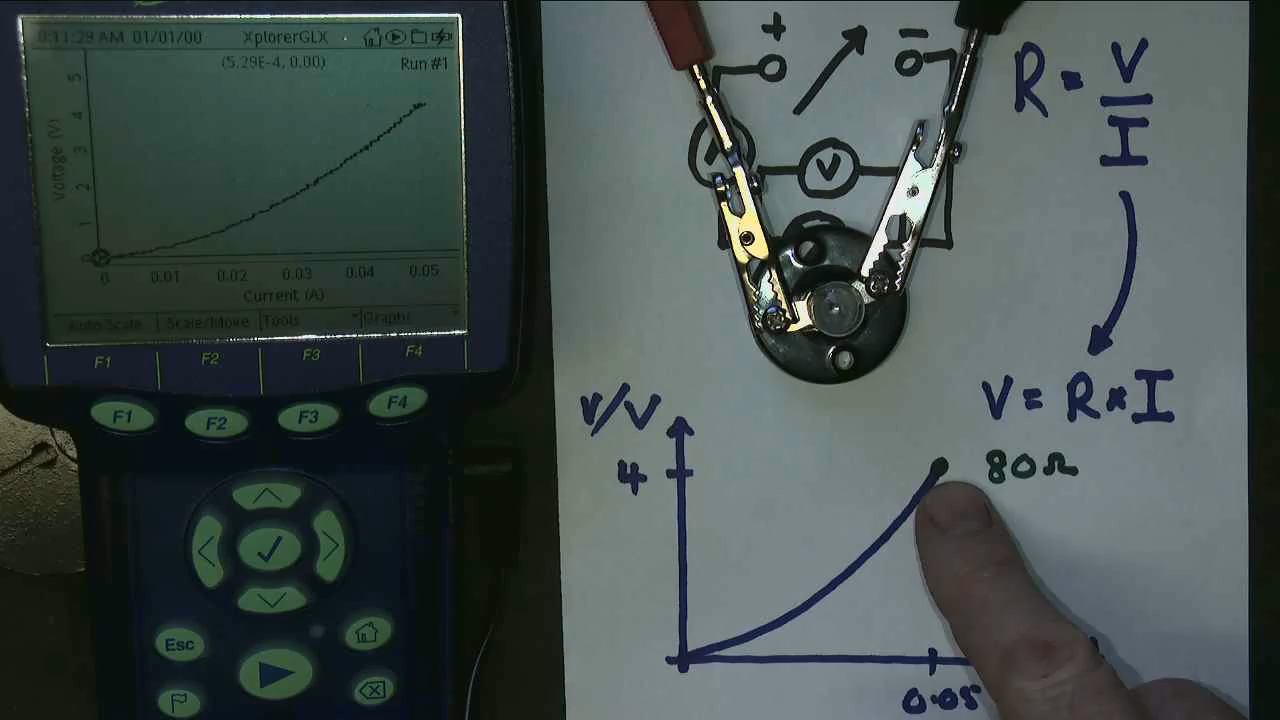 0:11:29 AM 01/01/00 XplorerGLX
(5.29E-4, 0.00) Run #1
Voltage (V)
5
4
3
2
1
0
0 0.01 0.02 0.03 0.04 0.05
Current (A)
Auto Scale Scale/Move Tools Graphs
F1 F2 F3 F4
F1 F2 F3 F4
Esc
+ −
A V
R = V/I
V = R × I
V/V
4
80Ω
0.05